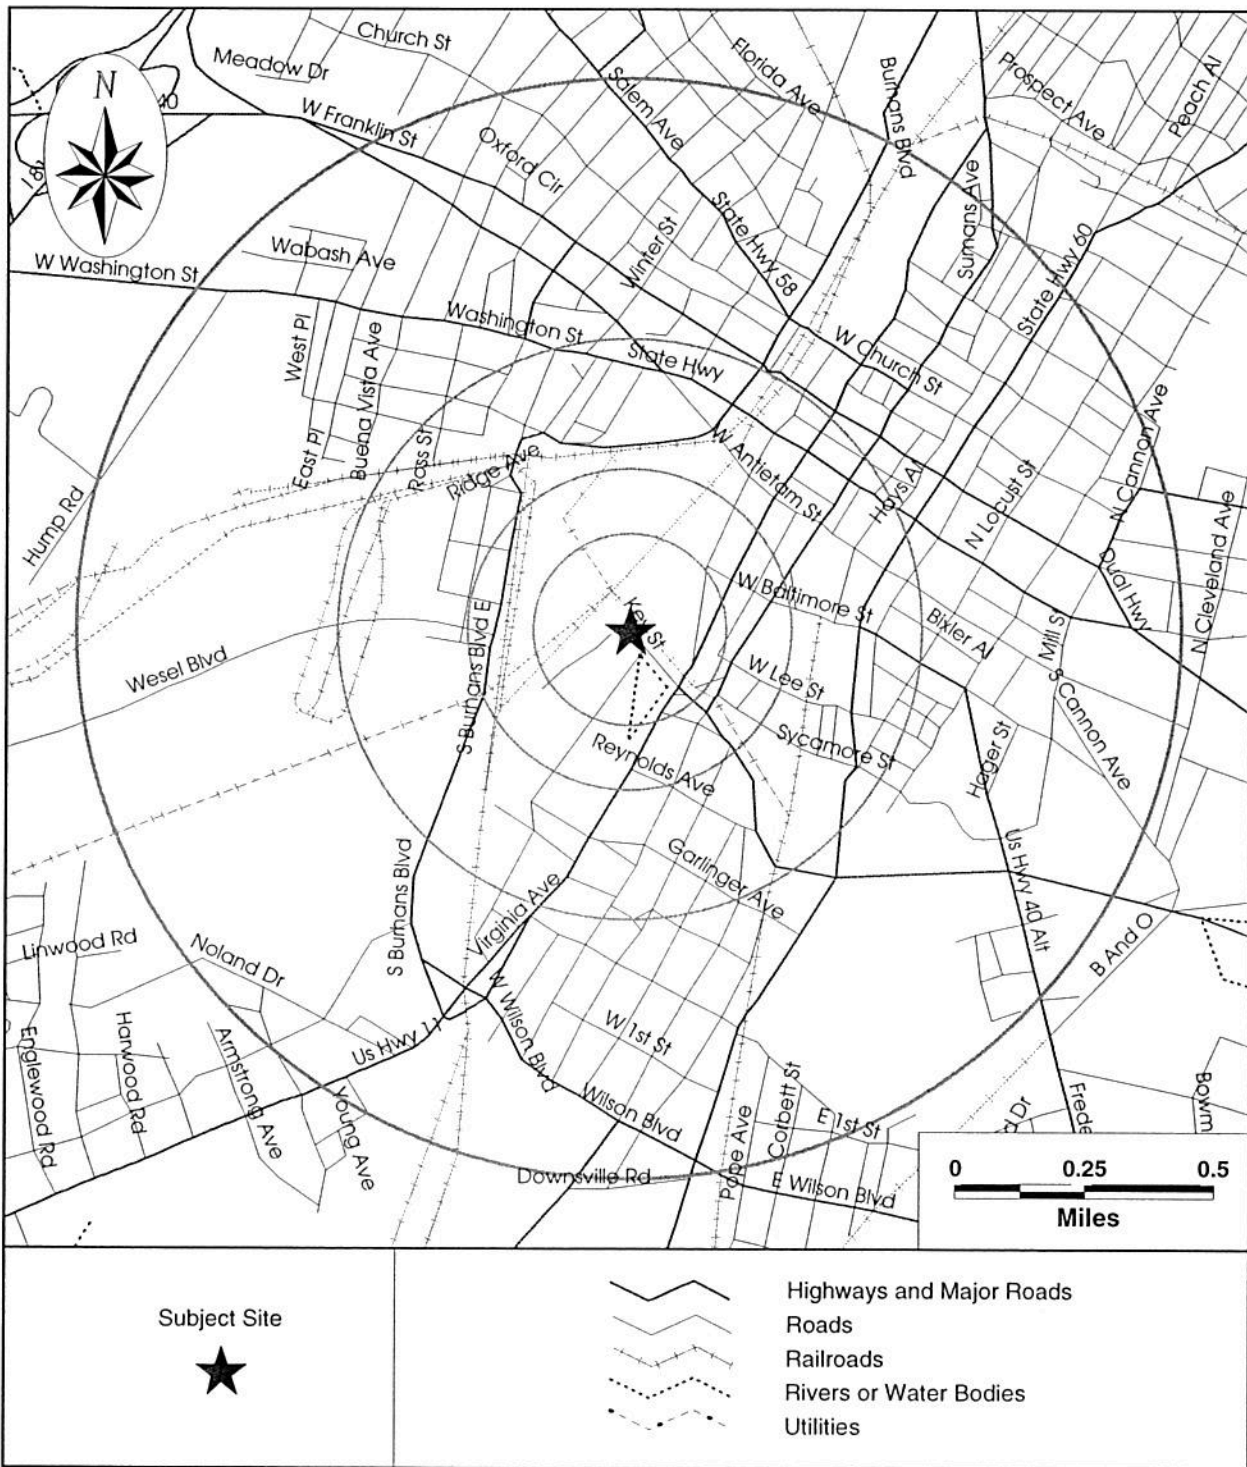 Church St
Meadow Dr
Florida Ave
Burhans Blvd
Prospect Ave
Peach Al
N
40
W Franklin St
Salem Ave
Oxford Cir
Sumans Ave
State Hwy 58
State Hwy 60
Winter St
Wabash Ave
W Washington St
Washington St
State Hwy
W Church St
West Pl
Buena Vista Ave
East Pl
Ross St
Ridge Ave
W Antietam St
Hays Al
N Locust St
N Cannon Ave
Hump Rd
Dual Hwy
N Cleveland Ave
Key St
W Baltimore St
Bixler Al
Mill St
S Burhans Blvd E
Wesel Blvd
W Lee St
S Cannon Ave
Reynolds Ave
Sycamore St
Hager St
Garlinger Ave
Us Hwy 40 Alt
Virginia Ave
S Burhans Blvd
B And O
Linwood Rd
Noland Dr
W Wilson Blvd
W 1st St
Us Hwy 11
Englewood Rd
Harwood Rd
Armstrong Ave
Young Ave
Wilson Blvd
Corbett St
E 1st St
rd Dr
Frede
Bowm
Downsville Rd
Pope Ave
E Wilson Blvd
0 0.25 0.5
Miles
Subject Site
Highways and Major Roads
Roads
Railroads
Rivers or Water Bodies
Utilities